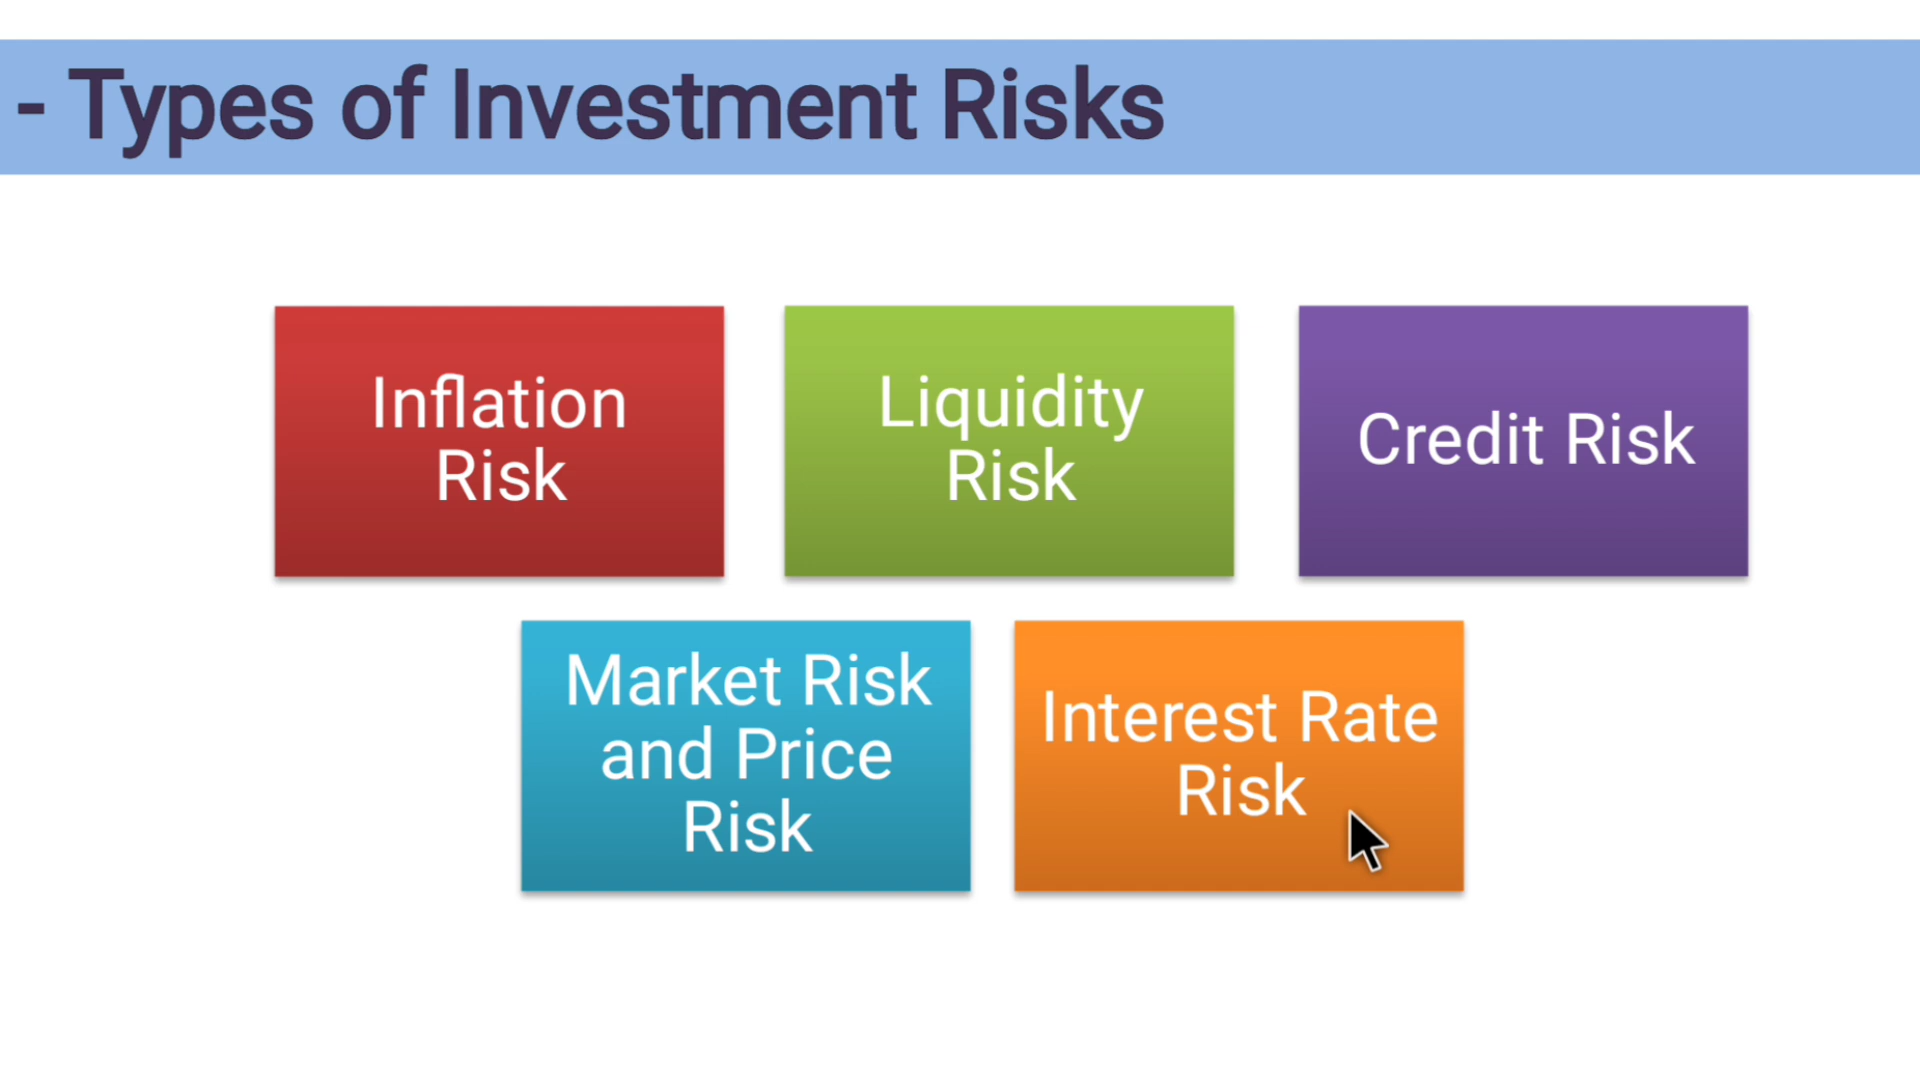 - Types of Investment Risks
Inflation
Risk
Liquidity
Risk
Credit Risk
Market Risk
and Price
Risk
Interest Rate
Risk